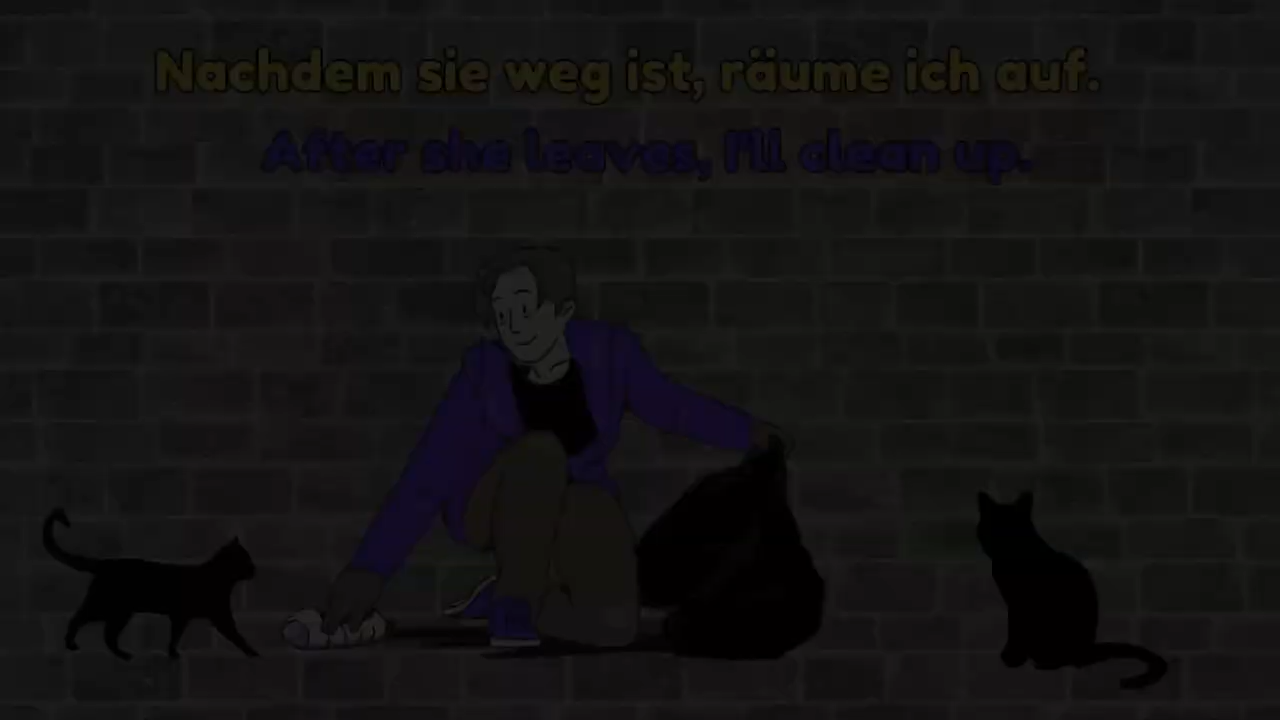 Nachdem sie weg ist, räume ich auf.
After she leaves, I'll clean up.